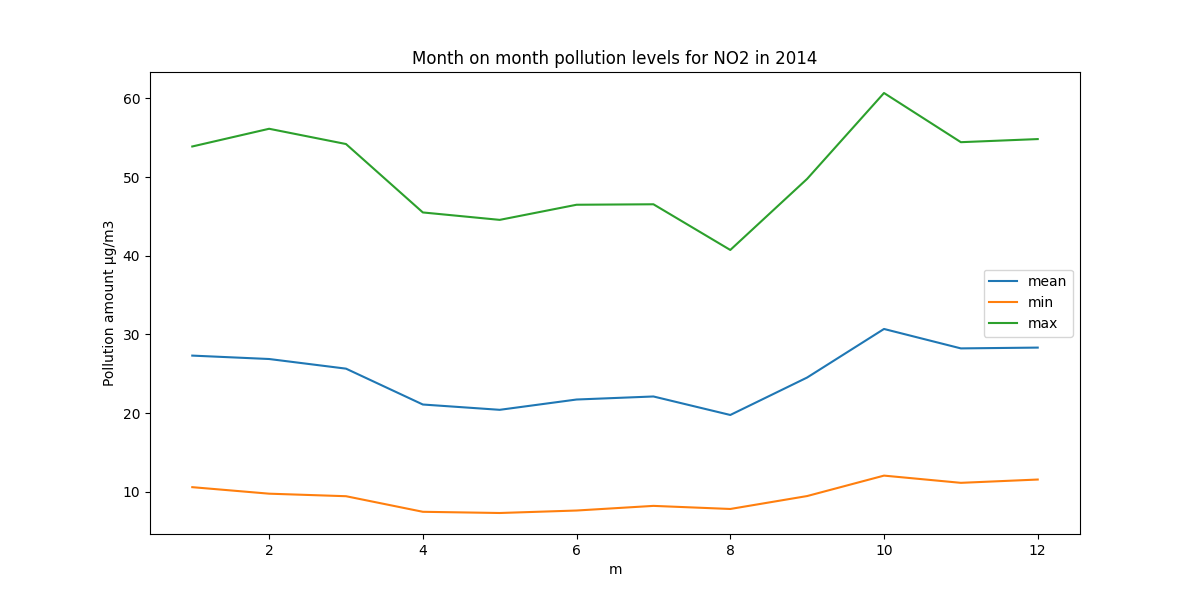 Month on month pollution levels for NO2 in 2014
Pollution amount µg/m3
60
50
40
30
20
10
mean
min
max
2 4 6 8 10 12
m